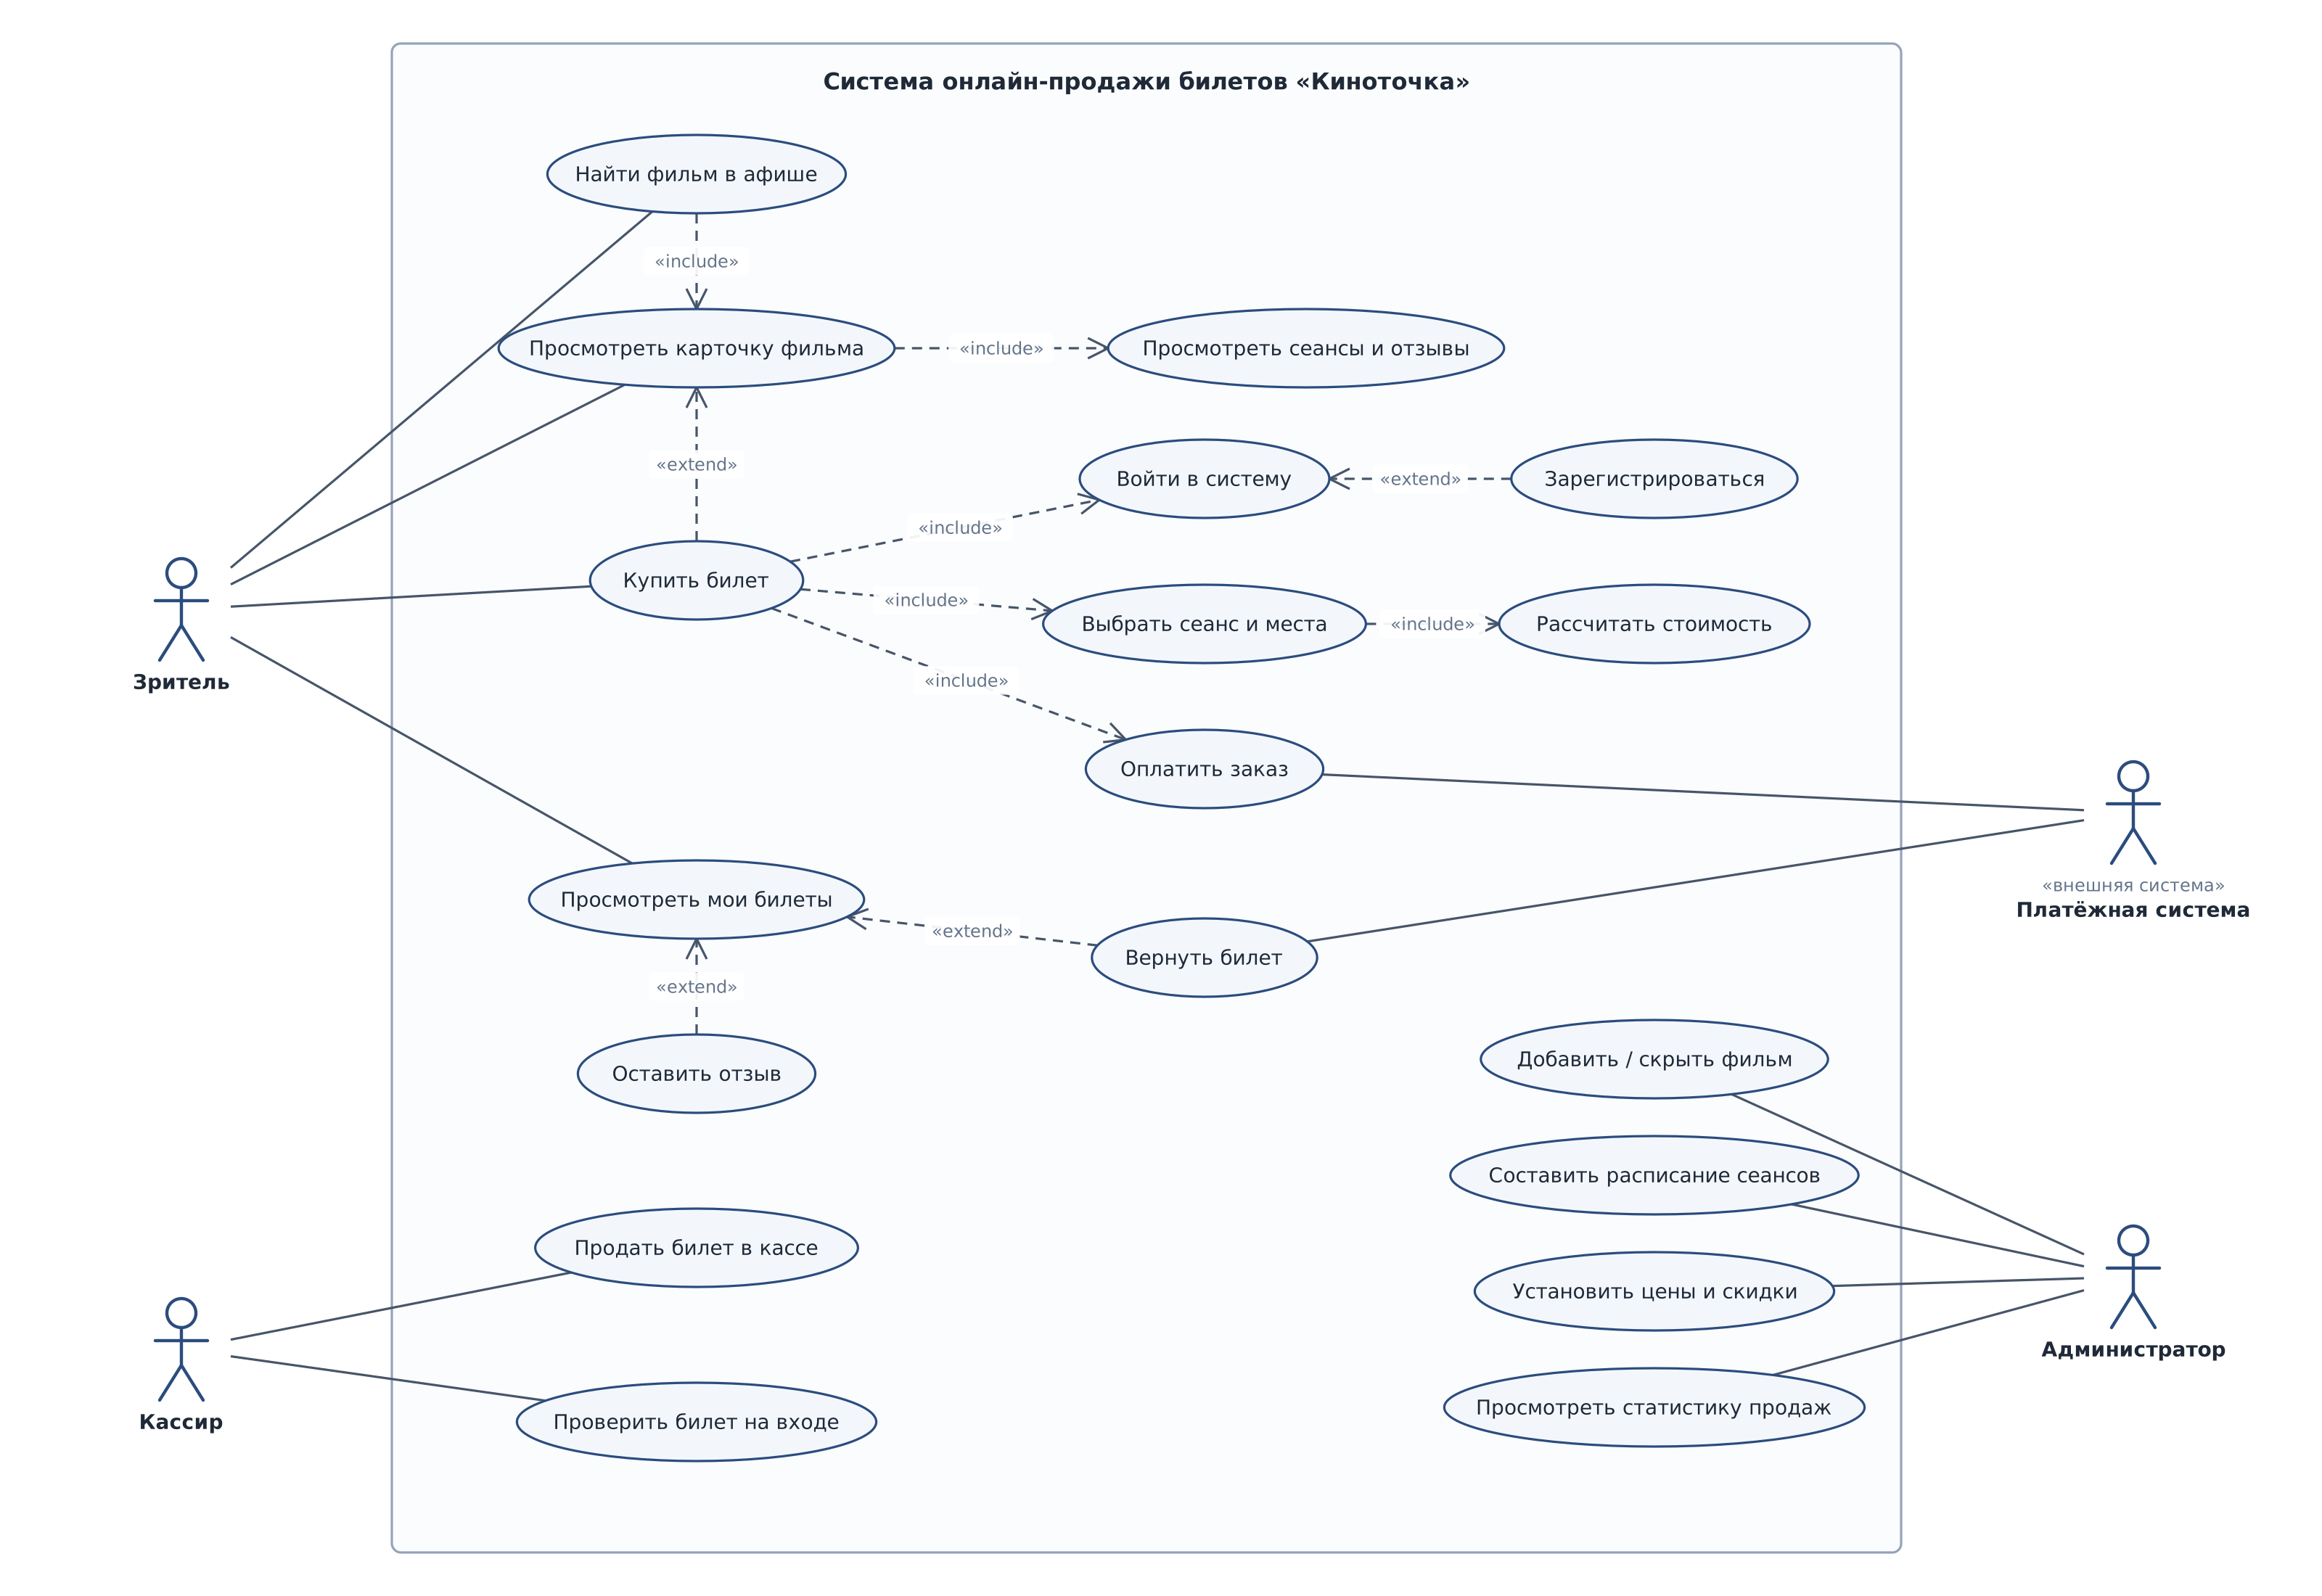 Система онлайн-продажи билетов «Киноточка»
Найти фильм в афише
«include»
Просмотреть карточку фильма
«include»
Просмотреть сеансы и отзывы
«extend»
Войти в систему
«extend»
Зарегистрироваться
«include»
Купить билет
«include»
Выбрать сеанс и места
«include»
Рассчитать стоимость
Зритель
«include»
Оплатить заказ
«внешняя система»
Платёжная система
Просмотреть мои билеты
«extend»
Вернуть билет
«extend»
Оставить отзыв
Добавить / скрыть фильм
Составить расписание сеансов
Продать билет в кассе
Установить цены и скидки
Администратор
Кассир
Проверить билет на входе
Просмотреть статистику продаж